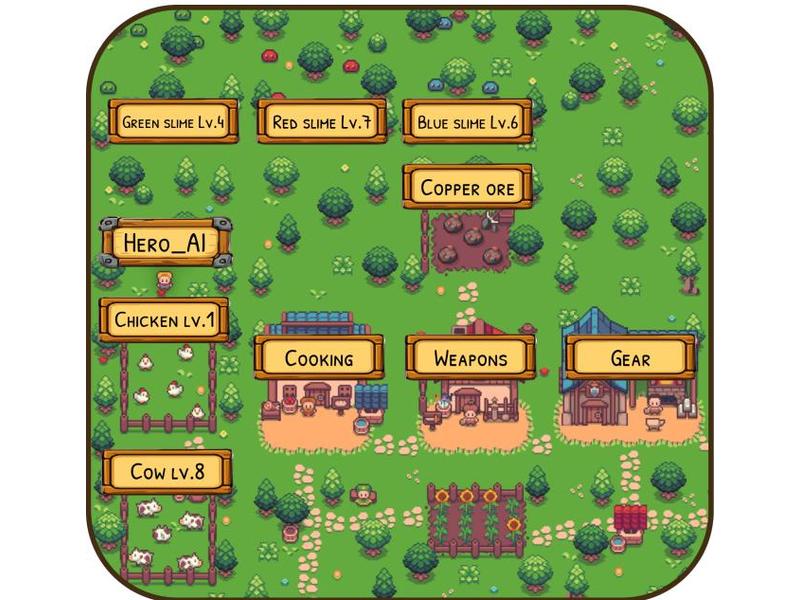 Green slime Lv.4
Red slime Lv.7
Blue slime Lv.6
Copper ore
Hero_AI
Chicken lv.1
Cooking
Weapons
Gear
Cow lv.8